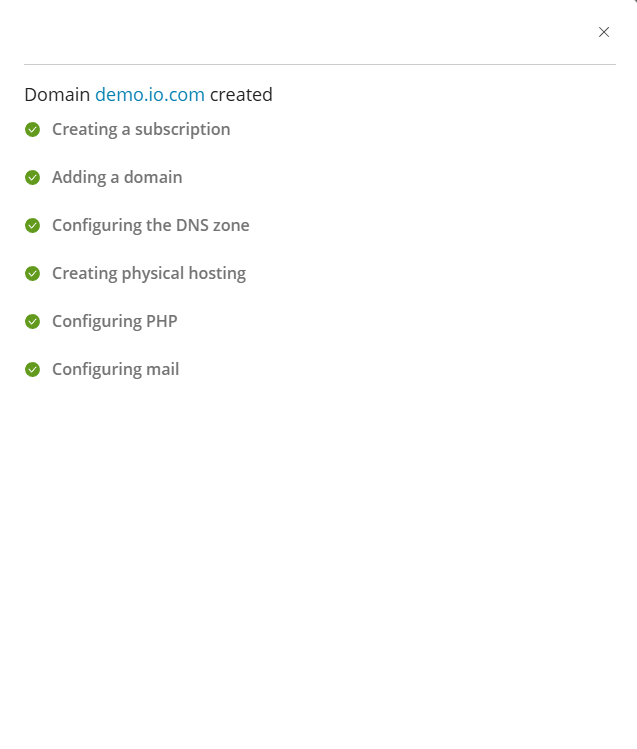 Domain demo.io.com created
Creating a subscription
Adding a domain
Configuring the DNS zone
Creating physical hosting
Configuring PHP
Configuring mail